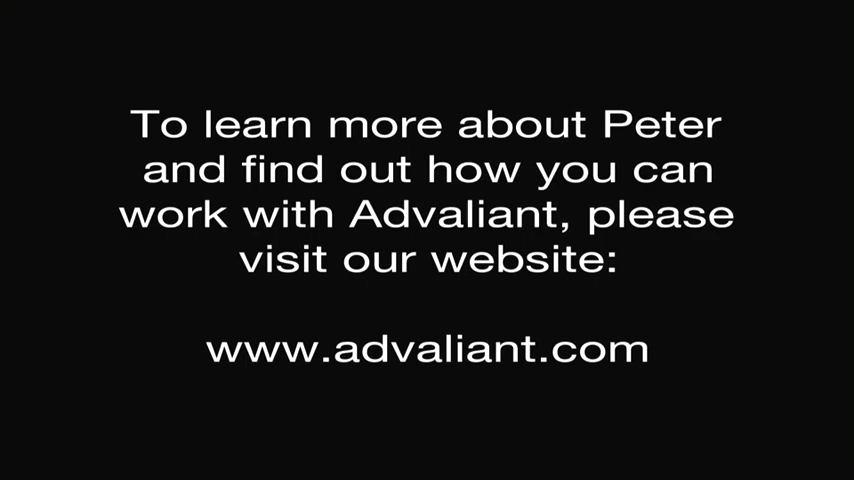 To learn more about Peter
and find out how you can
work with Advaliant, please
visit our website:
www.advaliant.com